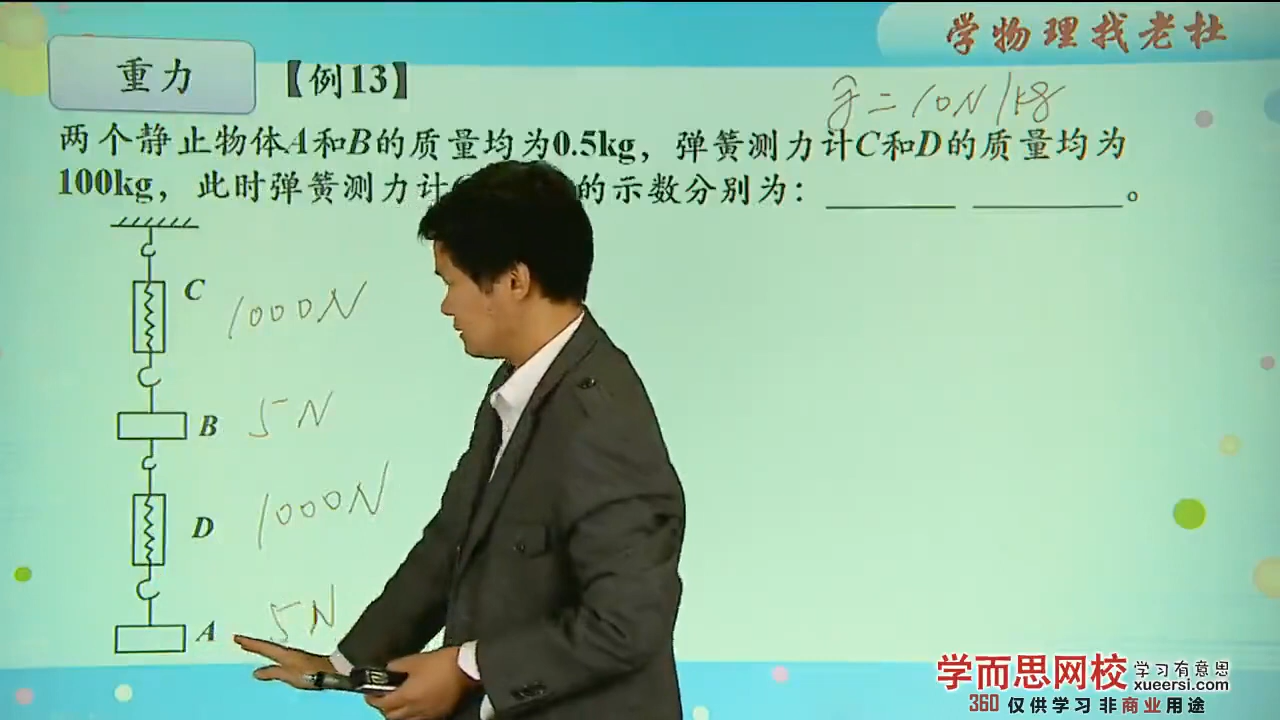 学物理找老杜
重力 【例13】
g=10N/kg
两个静止物体A和B的质量均为0.5kg，弹簧测力计C和D的质量均为
100kg，此时弹簧测力计 的示数分别为：______ ______。
C 1000N
B 5N
D 1000N
A 5N
学而思网校 学习有意思
xueersi.com
360 仅供学习 非商业用途